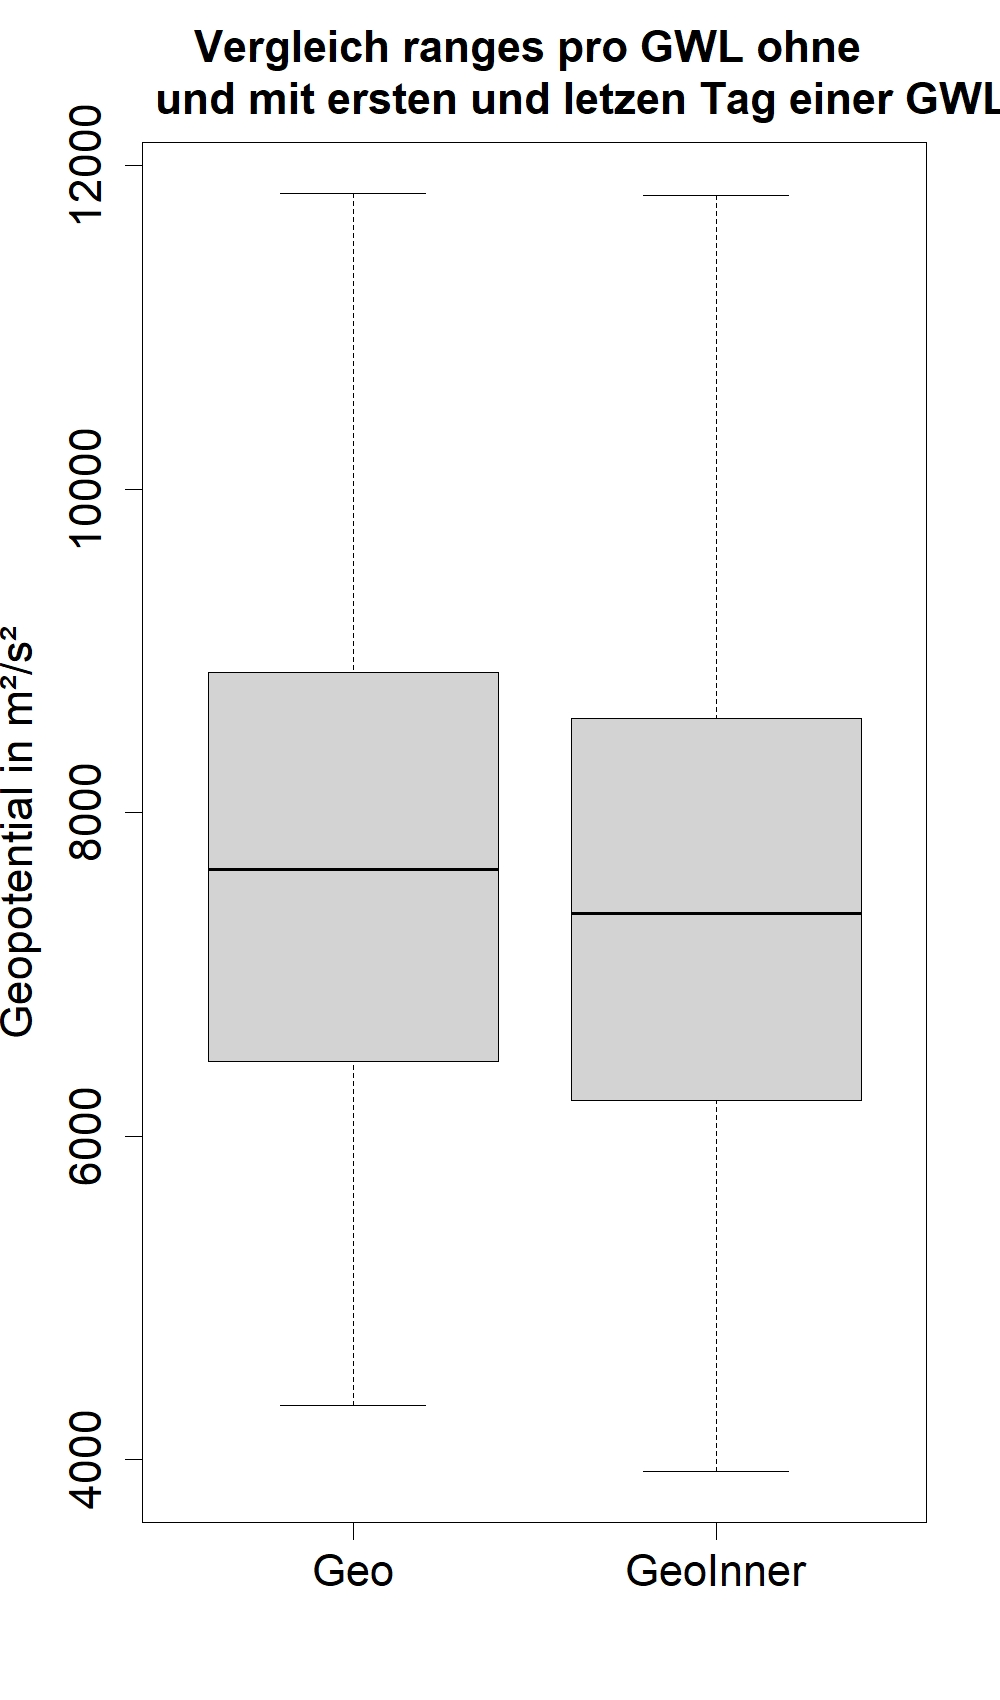 Vergleich ranges pro GWL ohne
und mit ersten und letzen Tag einer GWL
12000
10000
8000
6000
4000
Geopotential in m²/s²
Geo
GeoInner